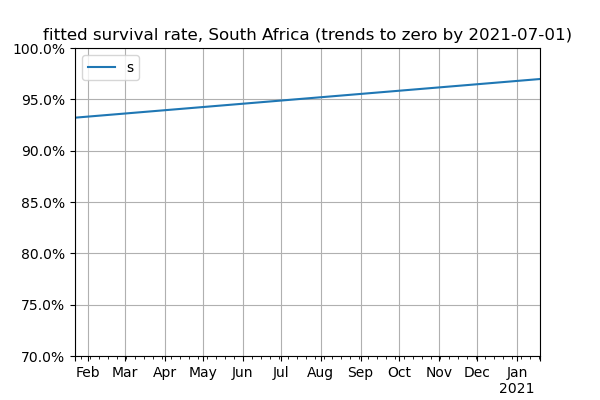 fitted survival rate, South Africa (trends to zero by 2021-07-01)
100.0%
s
95.0%
90.0%
85.0%
80.0%
75.0%
70.0%
Feb Mar Apr May Jun Jul Aug Sep Oct Nov Dec Jan
2021